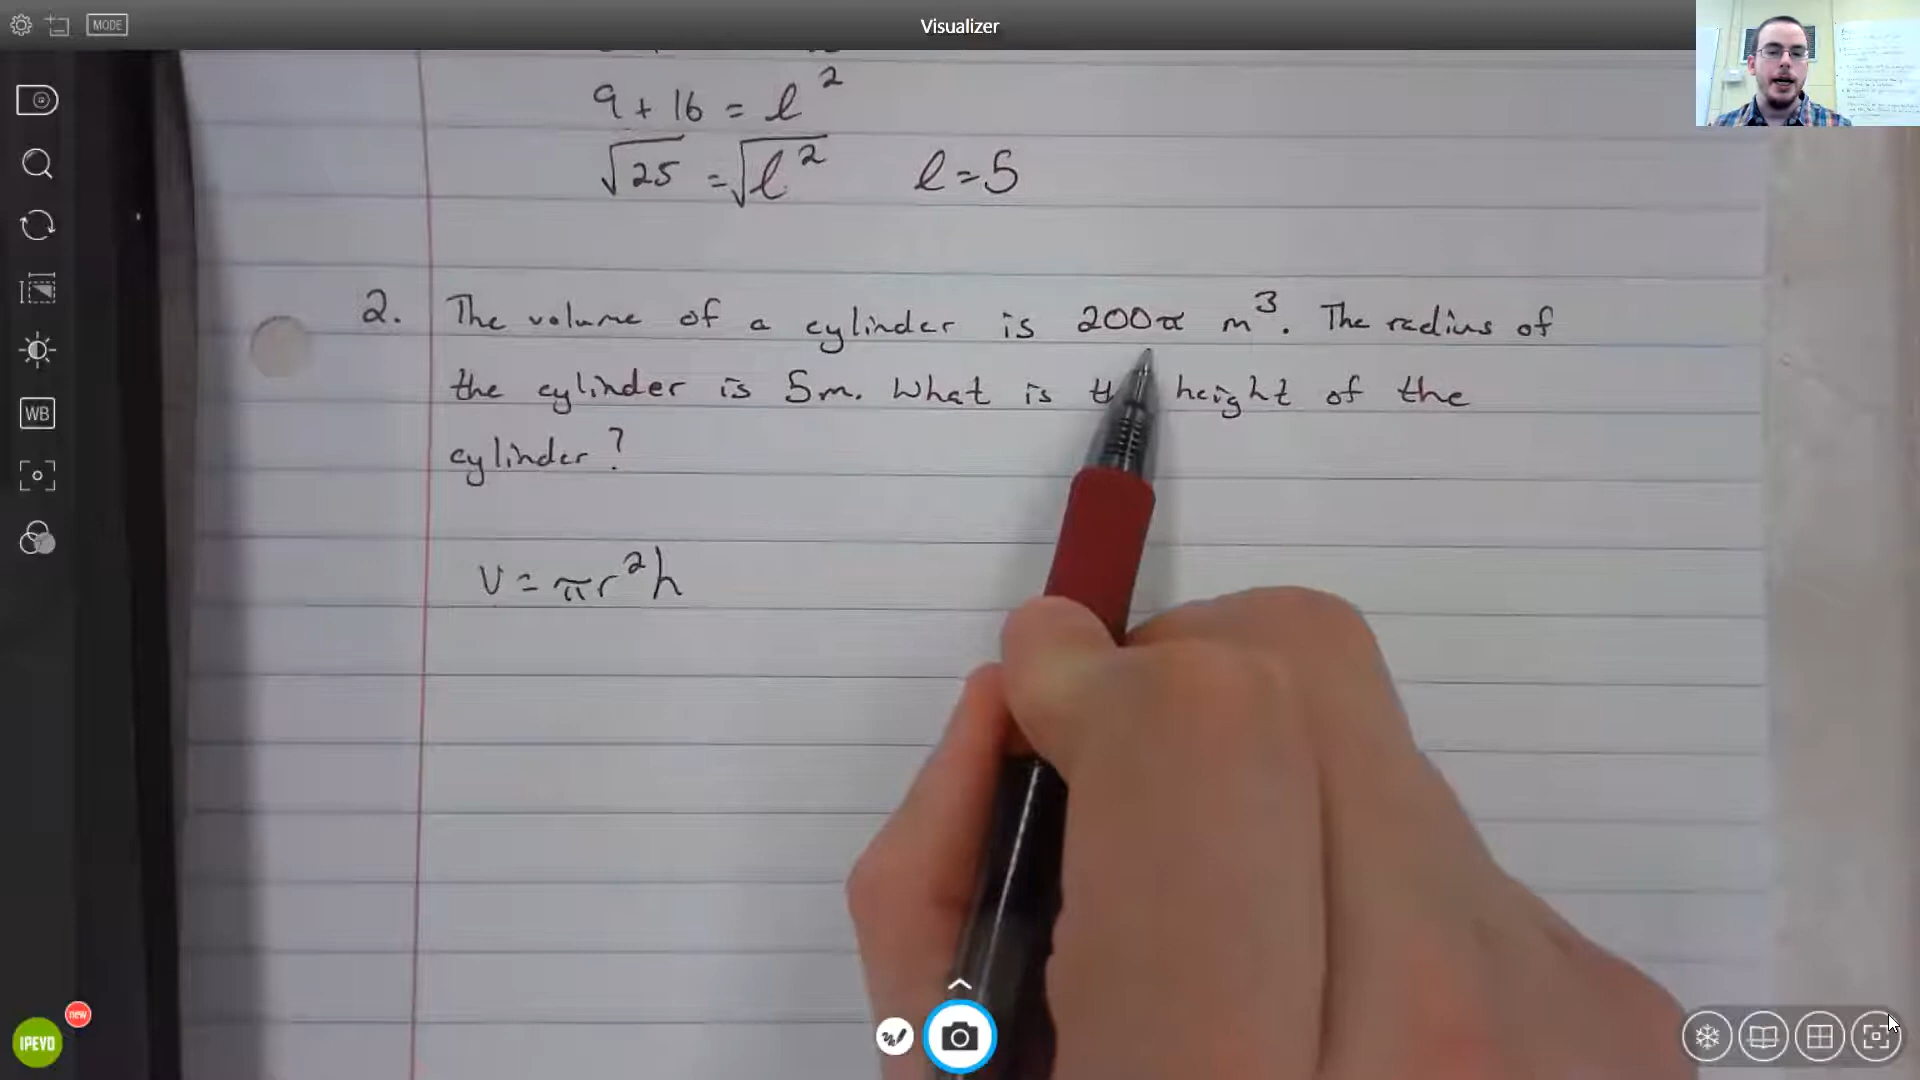 MODE
Visualizer
9 + 16 = l²
√25 = √l² l = 5
2. The volume of a cylinder is 200π m³. The radius of
the cylinder is 5m. What is the height of the
cylinder?
V = πr²h
WB
new
IPEVO